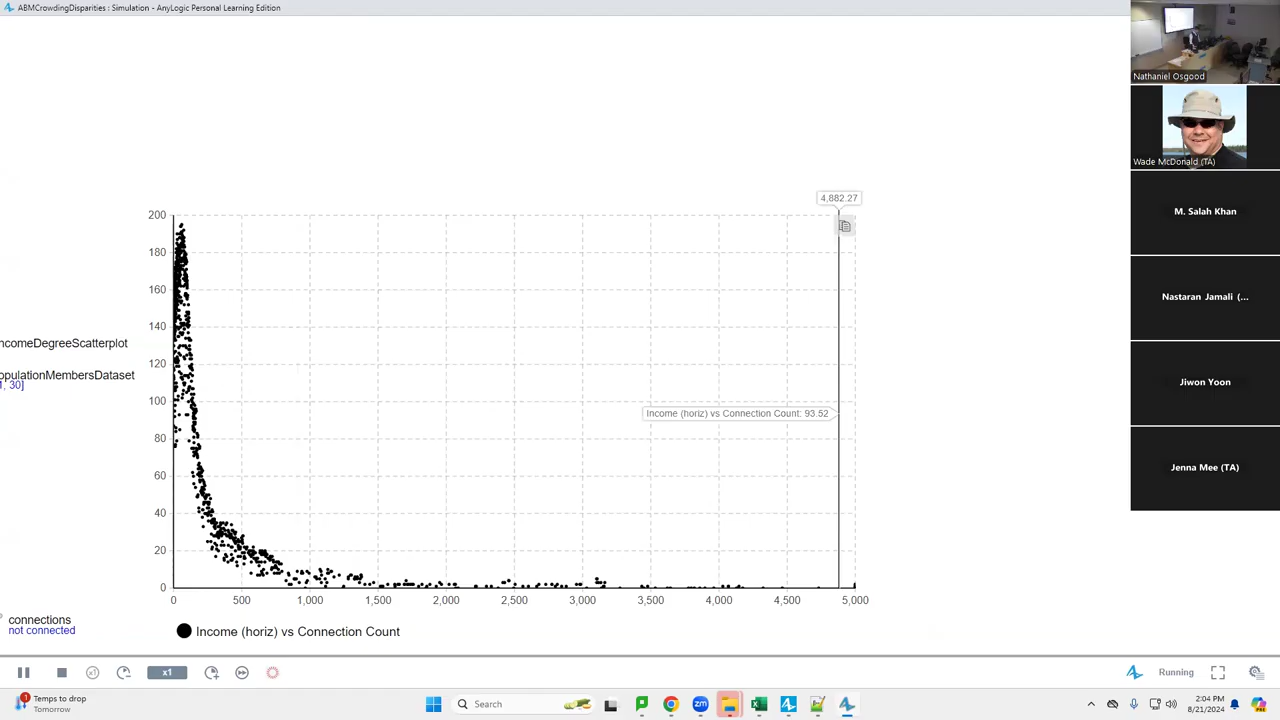 ABMCrowdingDisparities : Simulation - AnyLogic Personal Learning Edition
Nathaniel Osgood
Wade McDonald (TA)
M. Salah Khan
Nastaran Jamali (...
Jiwon Yoon
Jenna Mee (TA)
4,882.27
200
180
160
140
120
100
80
60
40
20
0
ncomeDegreeScatterplot
opulationMembersDataset
1, 30]
Income (horiz) vs Connection Count: 93.52
0 500 1,000 1,500 2,000 2,500 3,000 3,500 4,000 4,500 5,000
connections
not connected
Income (horiz) vs Connection Count
x1
x1
Running
1
Temps to drop
Tomorrow
Search
2:04 PM
8/21/2024